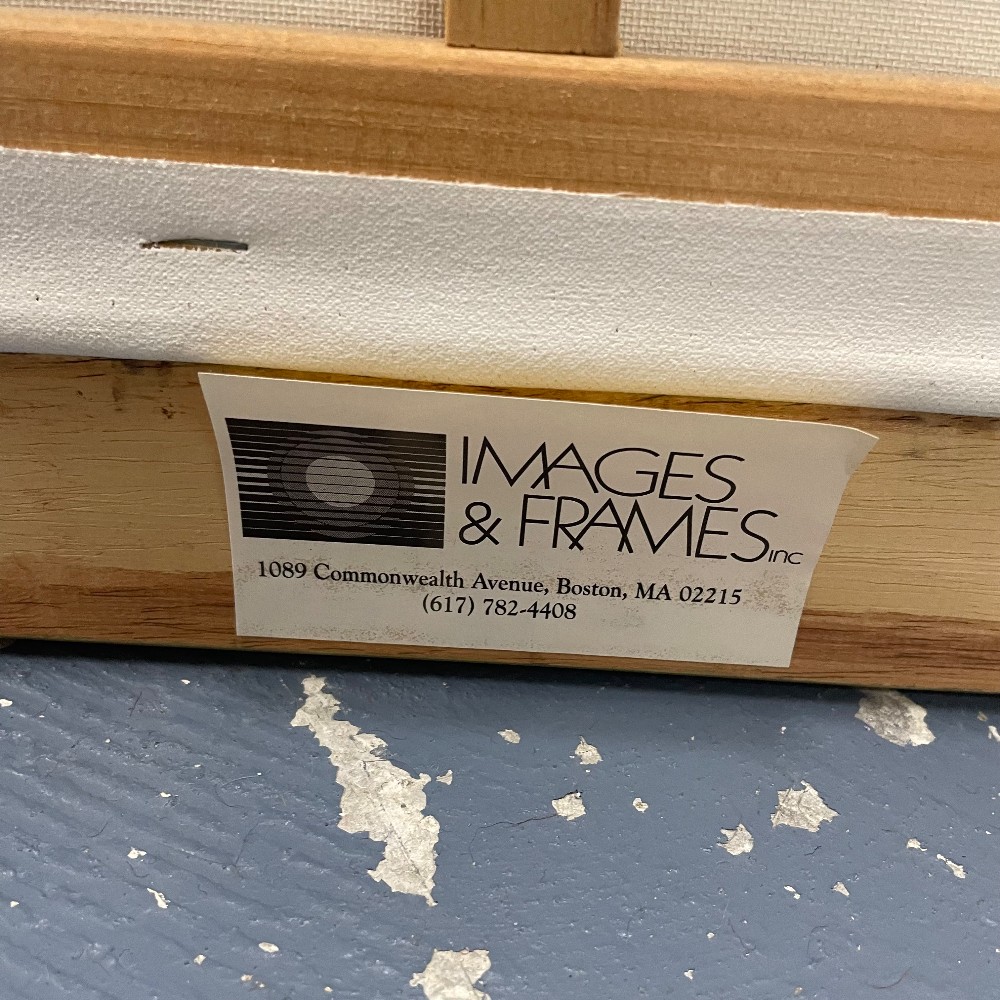 IMAGES
& FRAMES inc
1089 Commonwealth Avenue, Boston, MA 02215
(617) 782-4408